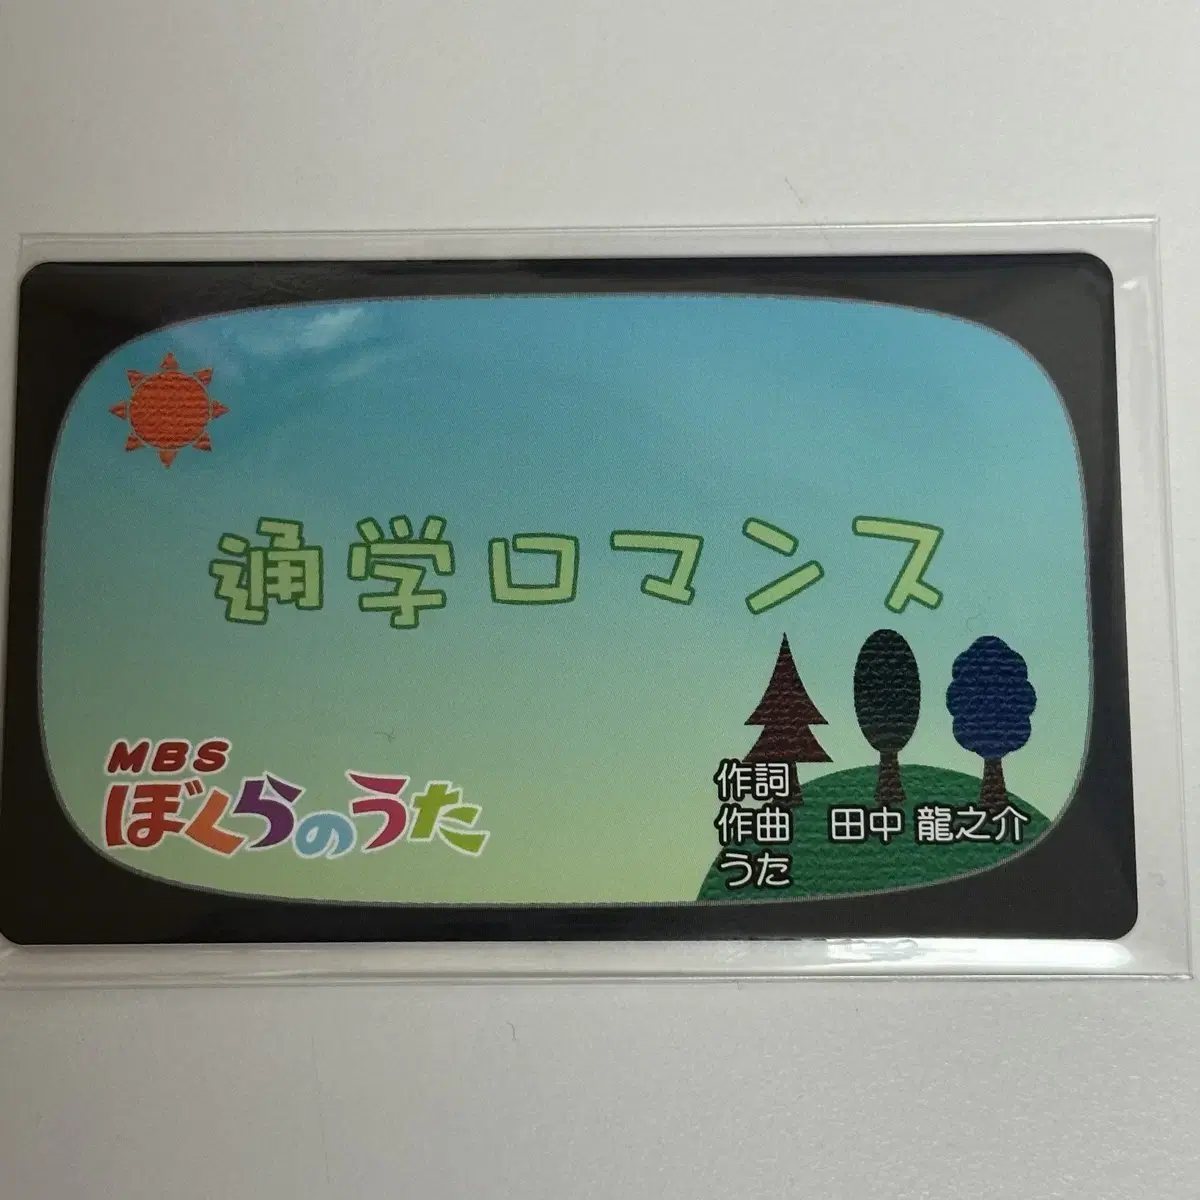 通学ロマンス
MBS
ぼくらのうた
作詞
作曲 田中 龍之介
うた